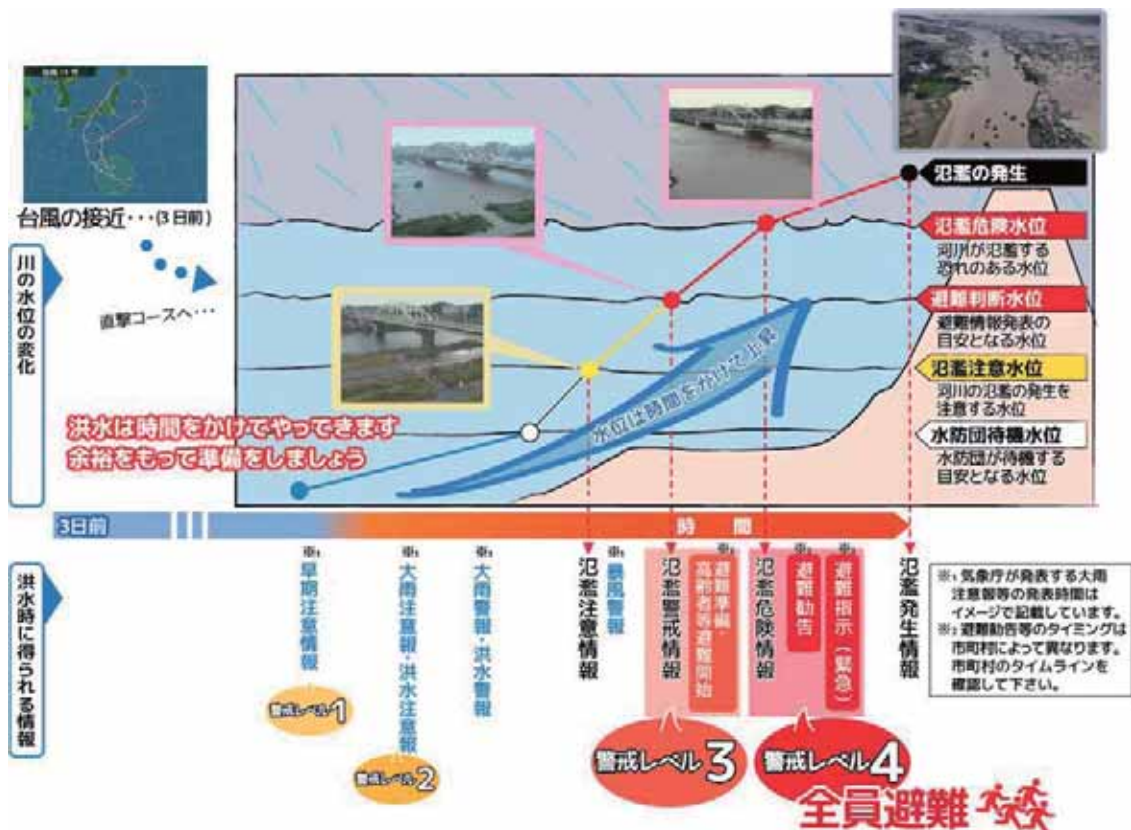 台風の接近・・・(3日前)
直撃コースへ・・・
川の水位の変化
洪水は時間をかけてやってきます
余裕をもって準備をしましょう
水位は時間をかけて上昇
氾濫の発生
氾濫危険水位
河川が氾濫する
恐れのある水位
避難判断水位
避難情報発表の
目安となる水位
氾濫注意水位
河川の氾濫の発生を
注意する水位
水防団待機水位
水防団が待機する
目安となる水位
3日前
時間
洪水時に得られる情報
※1
早期注意情報
警戒レベル1
※1
大雨注意報・洪水注意報
警戒レベル2
※1
大雨警報・洪水警報
氾濫注意情報
※1
暴風警報
氾濫警戒情報
※2
避難準備・
高齢者等避難開始
警戒レベル3
氾濫危険情報
※2
避難勧告
※2
避難指示(緊急)
警戒レベル4
全員避難
氾濫発生情報
※1 気象庁が発表する大雨
注意報等の発表時間は
イメージで記載しています。
※2 避難勧告等のタイミングは
市町村によって異なります。
市町村のタイムラインを
確認して下さい。